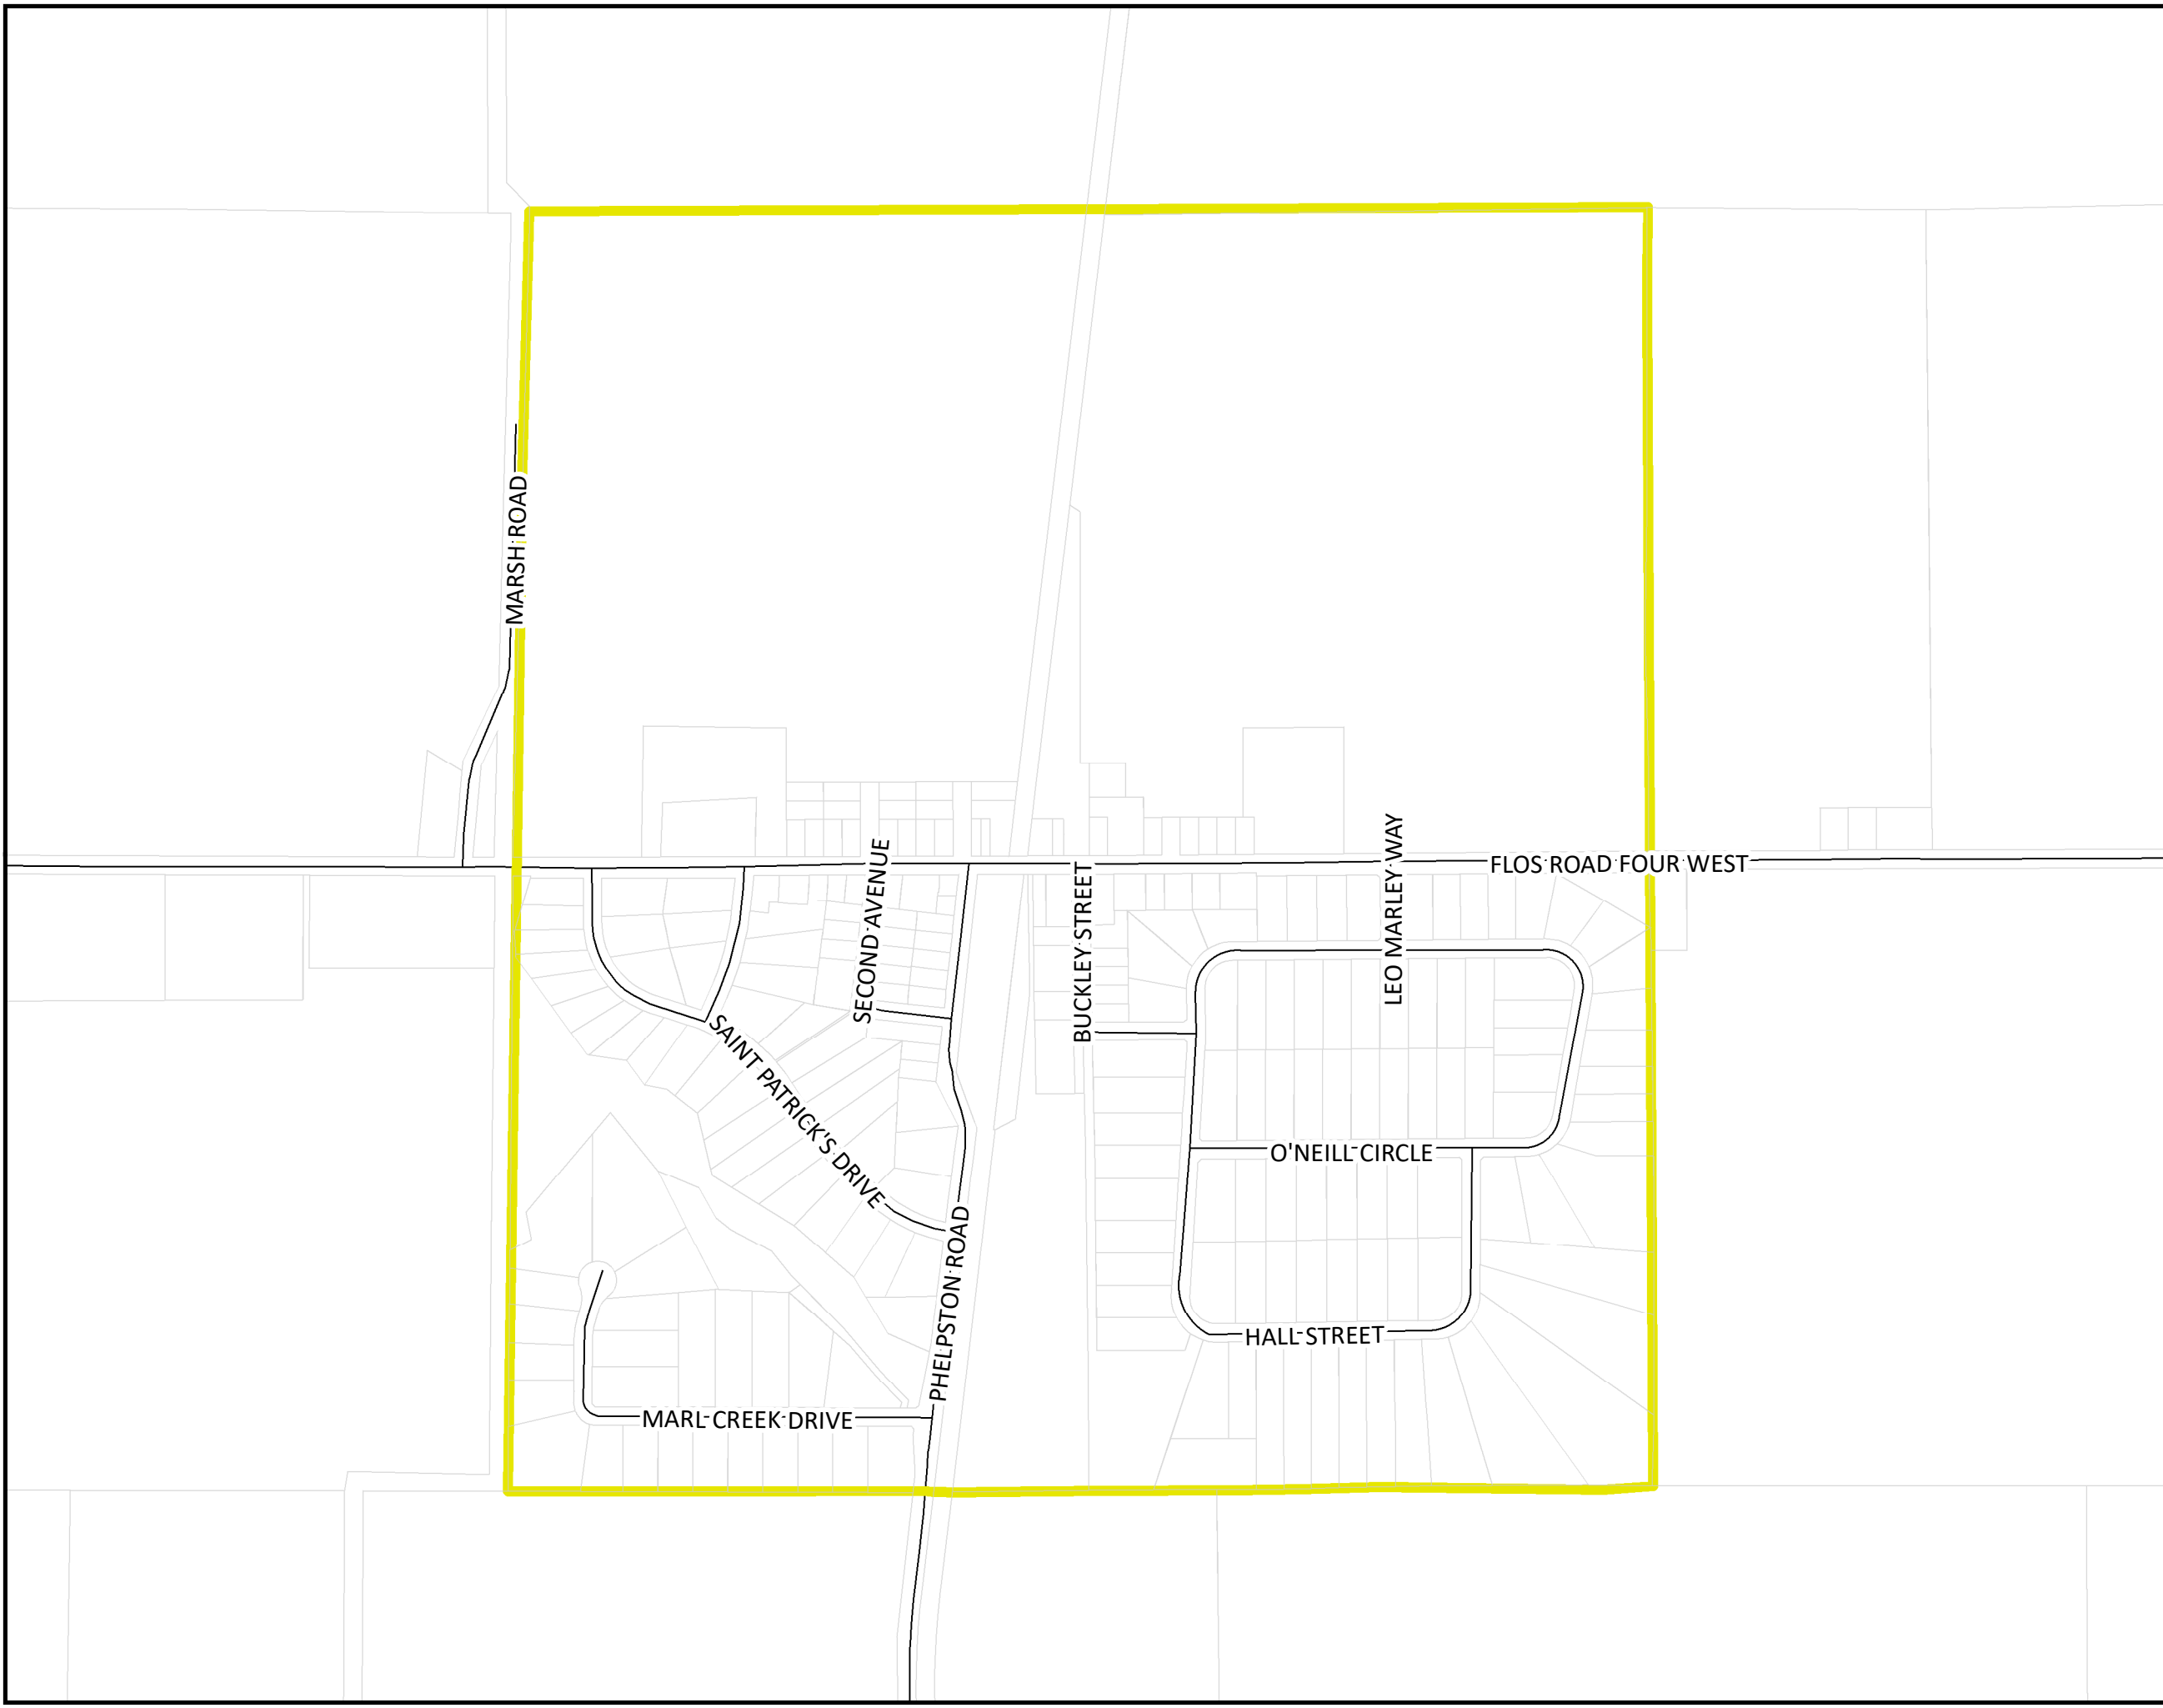 MARSH ROAD
SECOND AVENUE
BUCKLEY STREET
LEO MARLEY WAY
FLOS ROAD FOUR WEST
SAINT PATRICK'S DRIVE
O'NEILL CIRCLE
PHELPSTON ROAD
HALL STREET
MARL CREEK DRIVE